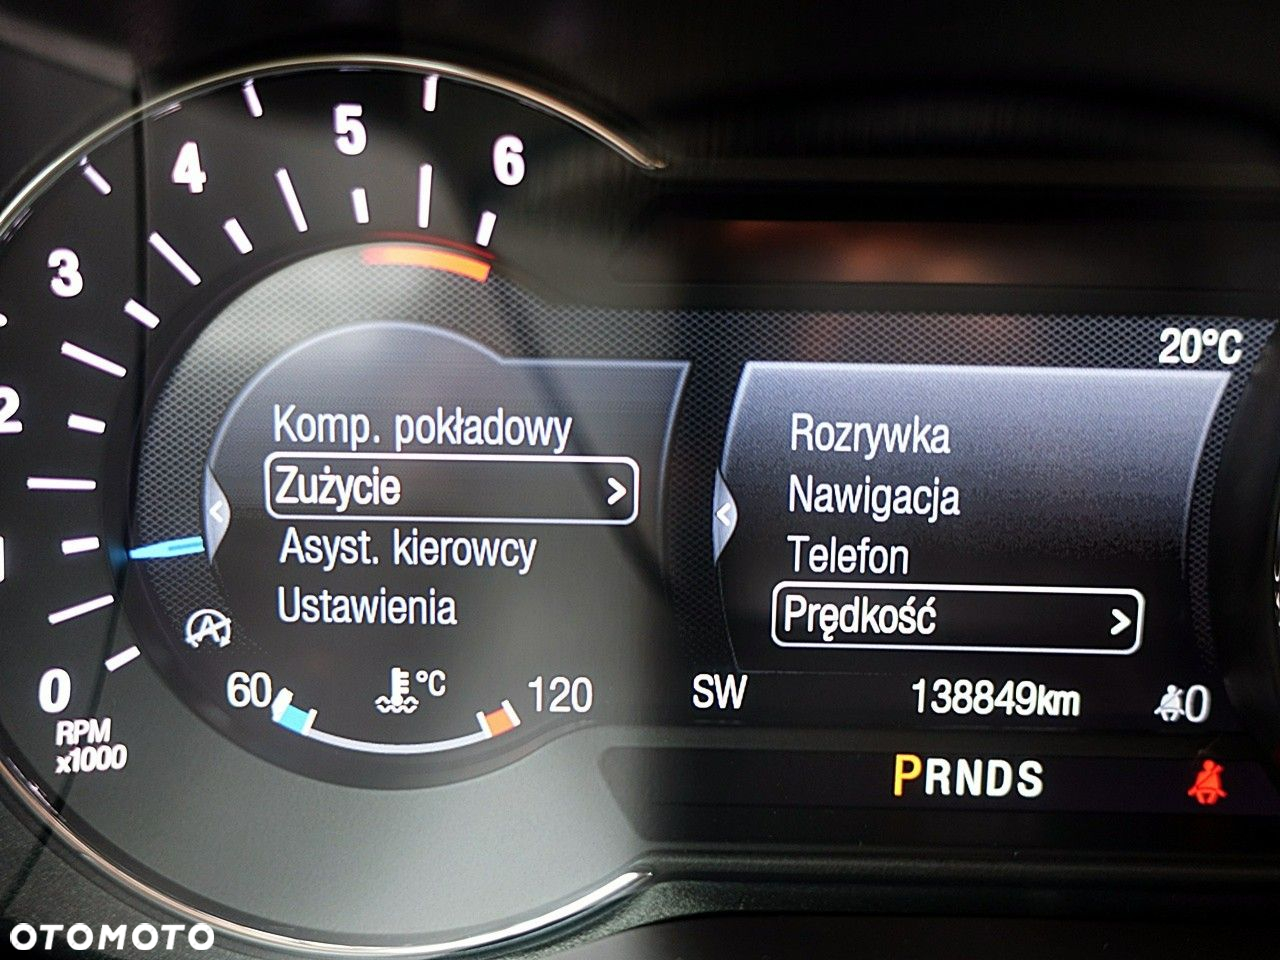 5
4
6
3
2
0
RPM
x1000
20°C
Komp. pokładowy
Zużycie
Asyst. kierowcy
Ustawienia
Rozrywka
Nawigacja
Telefon
Prędkość
A
60
°C
120
SW
138849km
0
PRNDS
OTOMOTO